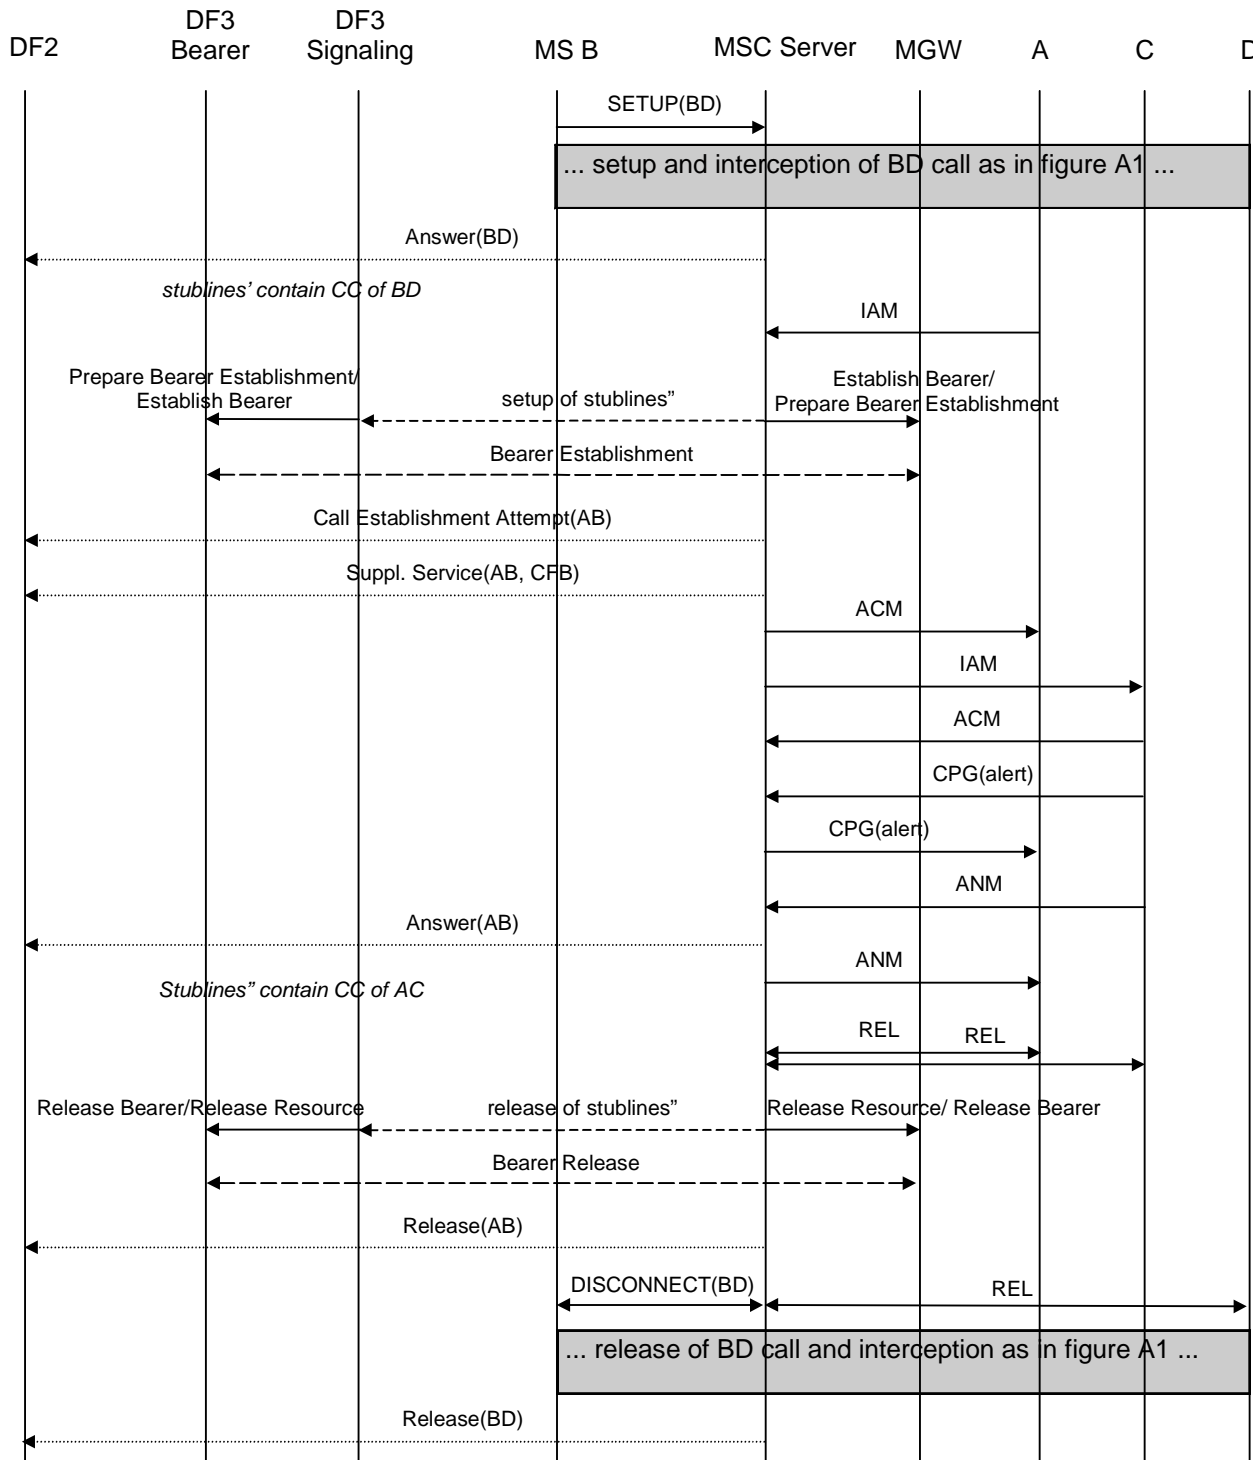 DF2
DF3
Bearer
DF3
Signaling
MS B
MSC Server
MGW
A
C
D
SETUP(BD)
... setup and interception of BD call as in figure A1 ...
Answer(BD)
stublines’ contain CC of BD
IAM
Prepare Bearer Establishment/
Establish Bearer
setup of stublines”
Establish Bearer/
Prepare Bearer Establishment
Bearer Establishment
Call Establishment Attempt(AB)
Suppl. Service(AB, CFB)
ACM
IAM
ACM
CPG(alert)
CPG(alert)
ANM
Answer(AB)
ANM
Stublines” contain CC of AC
REL
REL
Release Bearer/Release Resource
release of stublines”
Release Resource/ Release Bearer
Bearer Release
Release(AB)
DISCONNECT(BD)
REL
... release of BD call and interception as in figure A1 ...
Release(BD)